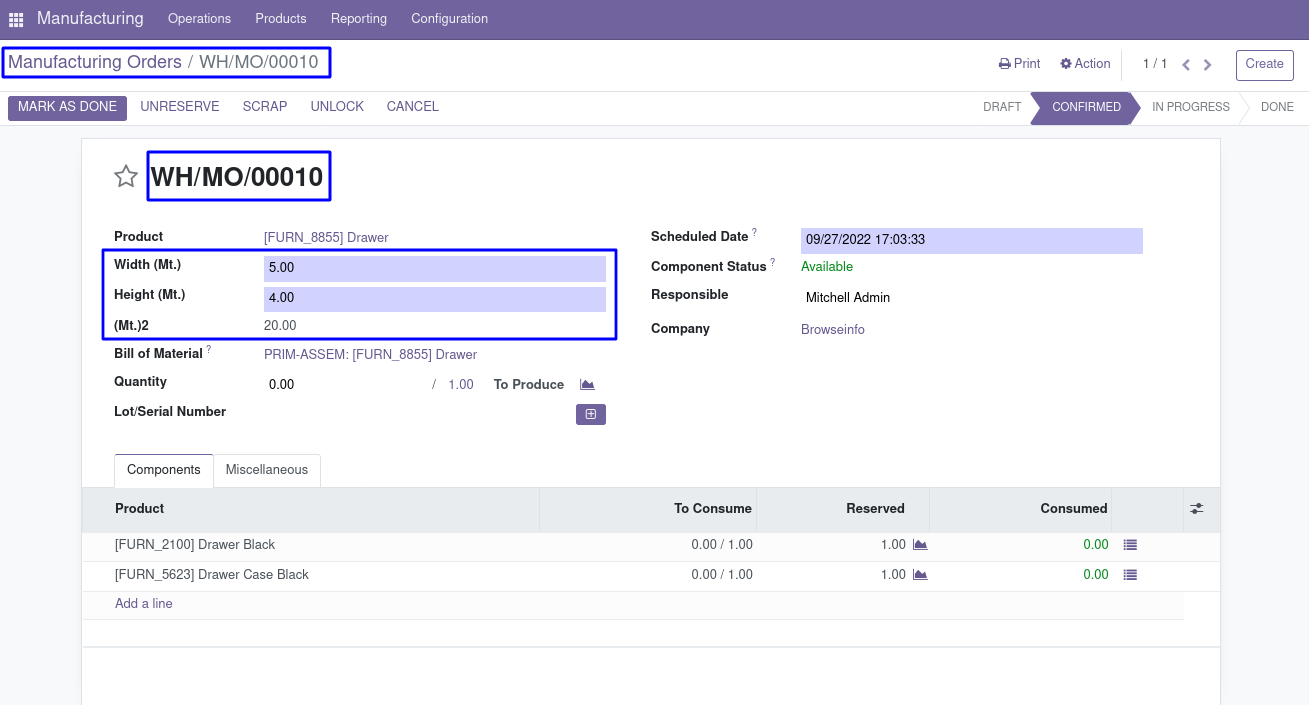 Manufacturing Operations Products Reporting Configuration
Manufacturing Orders / WH/MO/00010 Print Action 1 / 1 Create
MARK AS DONE UNRESERVE SCRAP UNLOCK CANCEL DRAFT CONFIRMED IN PROGRESS DONE
WH/MO/00010
Product [FURN_8855] Drawer
Width (Mt.) 5.00
Height (Mt.) 4.00
(Mt.)2 20.00
Bill of Material ? PRIM-ASSEM: [FURN_8855] Drawer
Quantity 0.00 / 1.00 To Produce
Lot/Serial Number
Scheduled Date ? 09/27/2022 17:03:33
Component Status ? Available
Responsible Mitchell Admin
Company Browseinfo
Components Miscellaneous
Product To Consume Reserved Consumed
[FURN_2100] Drawer Black 0.00 / 1.00 1.00 0.00
[FURN_5623] Drawer Case Black 0.00 / 1.00 1.00 0.00
Add a line